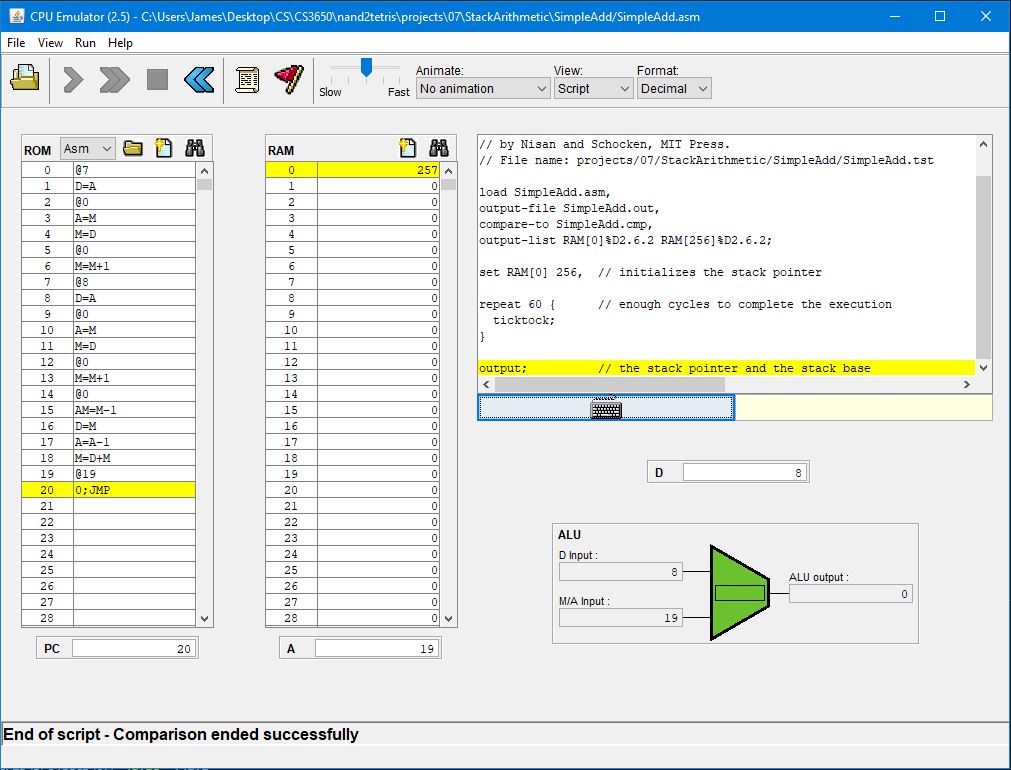 CPU Emulator (2.5) - C:\Users\James\Desktop\CS\CS3650\nand2tetris\projects\07\StackArithmetic\SimpleAdd/SimpleAdd.asm
File View Run Help
Slow Fast
Animate:
No animation
View:
Script
Format:
Decimal
ROM Asm
0 @7
1 D=A
2 @0
3 A=M
4 M=D
5 @0
6 M=M+1
7 @8
8 D=A
9 @0
10 A=M
11 M=D
12 @0
13 M=M+1
14 @0
15 AM=M-1
16 D=M
17 A=A-1
18 M=D+M
19 @19
20 0;JMP
21
22
23
24
25
26
27
28
PC 20
RAM
0 257
1 0
2 0
3 0
4 0
5 0
6 0
7 0
8 0
9 0
10 0
11 0
12 0
13 0
14 0
15 0
16 0
17 0
18 0
19 0
20 0
21 0
22 0
23 0
24 0
25 0
26 0
27 0
28 0
A 19
// by Nisan and Schocken, MIT Press.
// File name: projects/07/StackArithmetic/SimpleAdd/SimpleAdd.tst
load SimpleAdd.asm,
output-file SimpleAdd.out,
compare-to SimpleAdd.cmp,
output-list RAM[0]%D2.6.2 RAM[256]%D2.6.2;
set RAM[0] 256, // initializes the stack pointer
repeat 60 { // enough cycles to complete the execution
ticktock;
}
output; // the stack pointer and the stack base
D 8
ALU
D Input :
8
M/A Input :
19
ALU output :
0
End of script - Comparison ended successfully